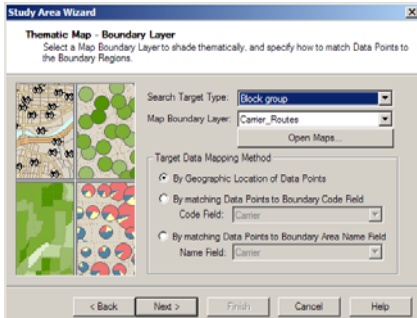 Study Area Wizard
Thematic Map - Boundary Layer
Select a Map Boundary Layer to shade thematically, and specify how to match Data Points to
the Boundary Regions.
Search Target Type: Block group
Map Boundary Layer: Carrier_Routes
Open Maps...
Target Data Mapping Method
By Geographic Location of Data Points
By matching Data Points to Boundary Code Field
Code Field: Carrier
By matching Data Points to Boundary Area Name Field
Name Field: Carrier
< Back Next > Finish Cancel Help